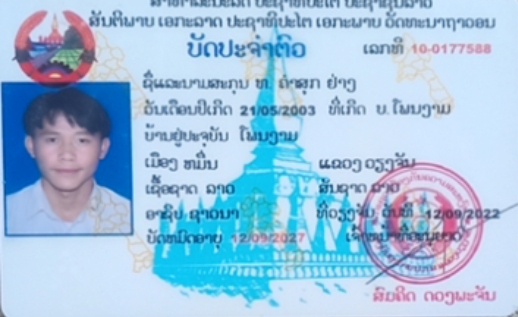 ສາທາລະນະລັດ ປະຊາທິປະໄຕ ປະຊາຊົນລາວ
ສັນຕິພາບ ເອກະລາດ ປະຊາທິປະໄຕ ເອກະພາບ ວັດທະນາຖາວອນ
ບັດປະຈຳຕົວ ເລກທີ 10-0177588
ຊື່ແລະນາມສະກຸນ ທ. ຄຳສຸກ ຢ່າງ
ວັນເດືອນປີເກີດ 21/05/2003 ທີ່ເກີດ ບ. ໂພນງາມ
ບ້ານຢູ່ປະຈຸບັນ ໂພນງາມ
ເມືອງ ຫມື່ນ ແຂວງ ວຽງຈັນ
ເຊື້ອຊາດ ລາວ ສັນຊາດ ລາວ
ອາຊີບ ຊາວນາ ທີ່ວຽງຈັນ ວັນທີ 12/09/2022
ບັດຫມົດອາຍຸ 12/09/2027 ເຈົ້າຫນ້າທີ່ອະນຸຍາດ
ສົມຄິດ ດວງພະຈັນ